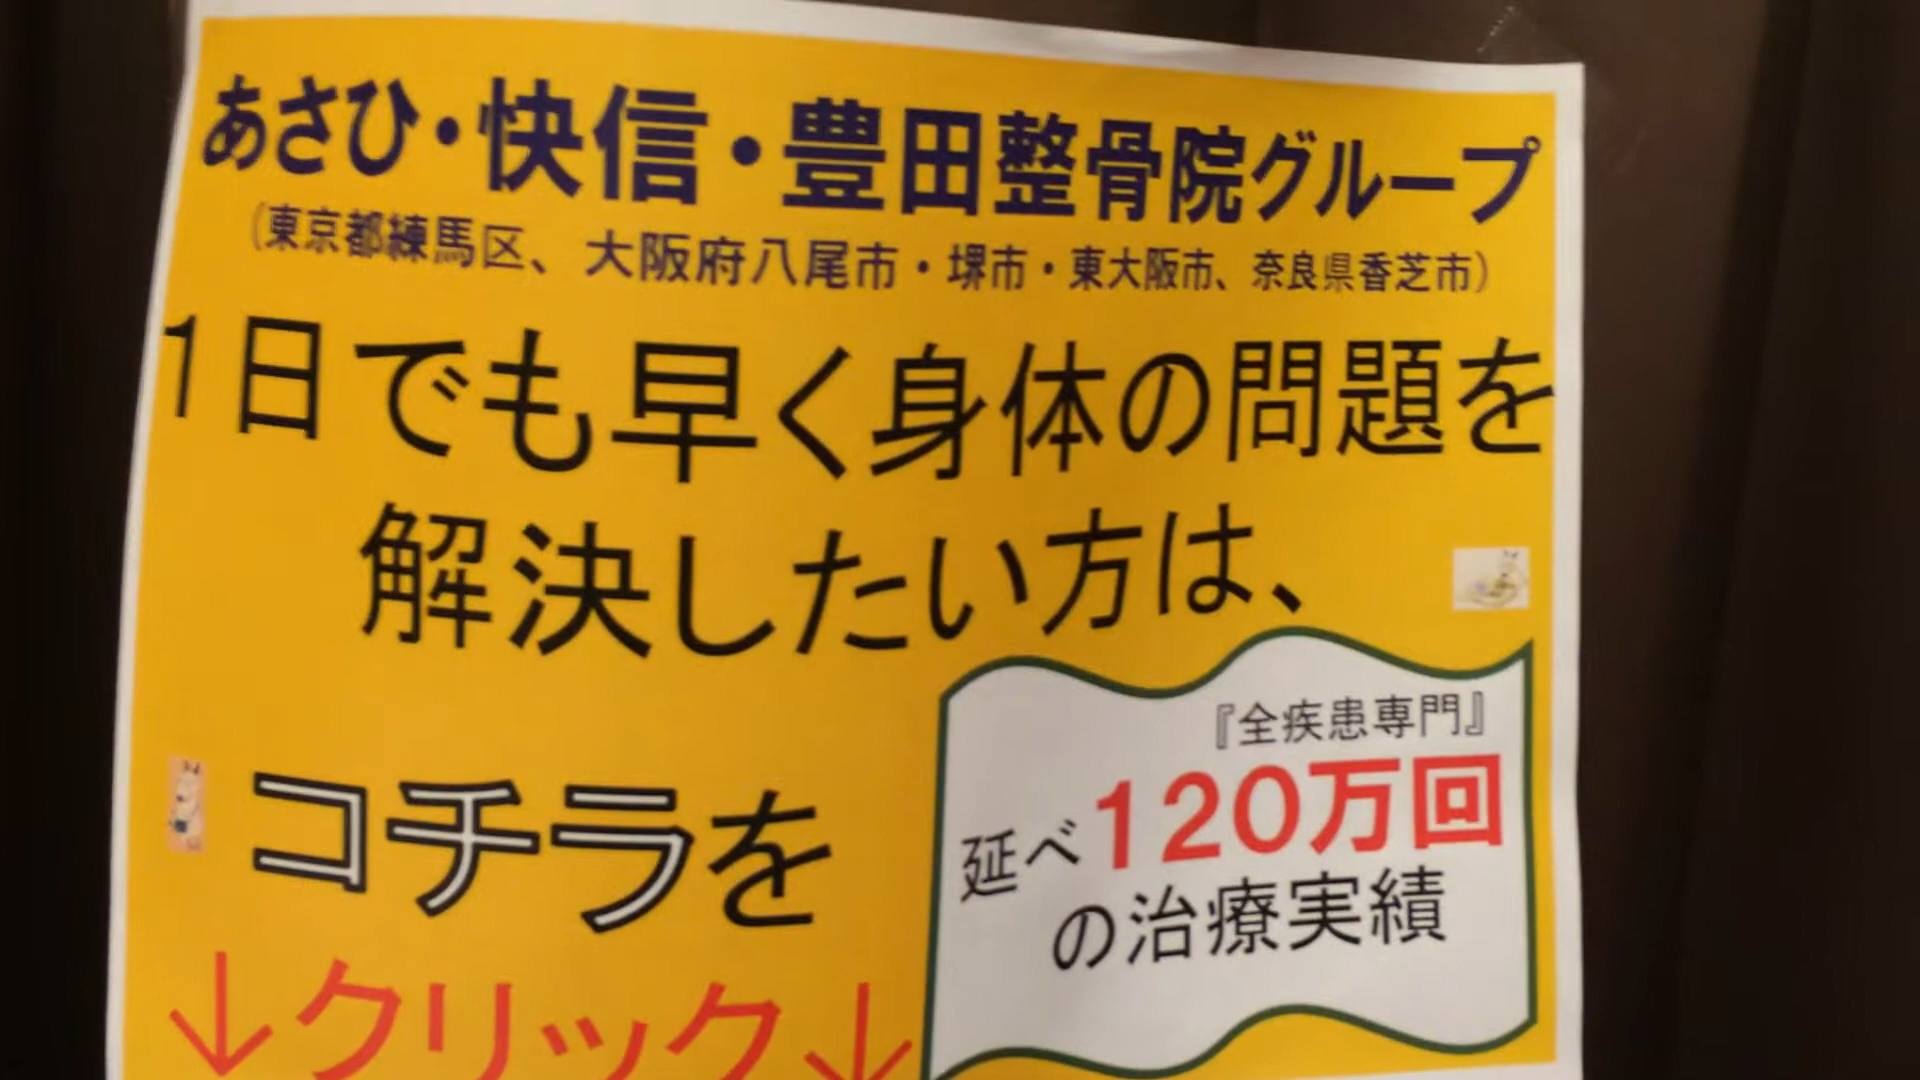 あさひ・快信・豊田整骨院グループ
(東京都練馬区、大阪府八尾市・堺市・東大阪市、奈良県香芝市)
1日でも早く身体の問題を
解決したい方は、
コチラを
↓クリック↓
『全疾患専門』
延べ120万回
の治療実績